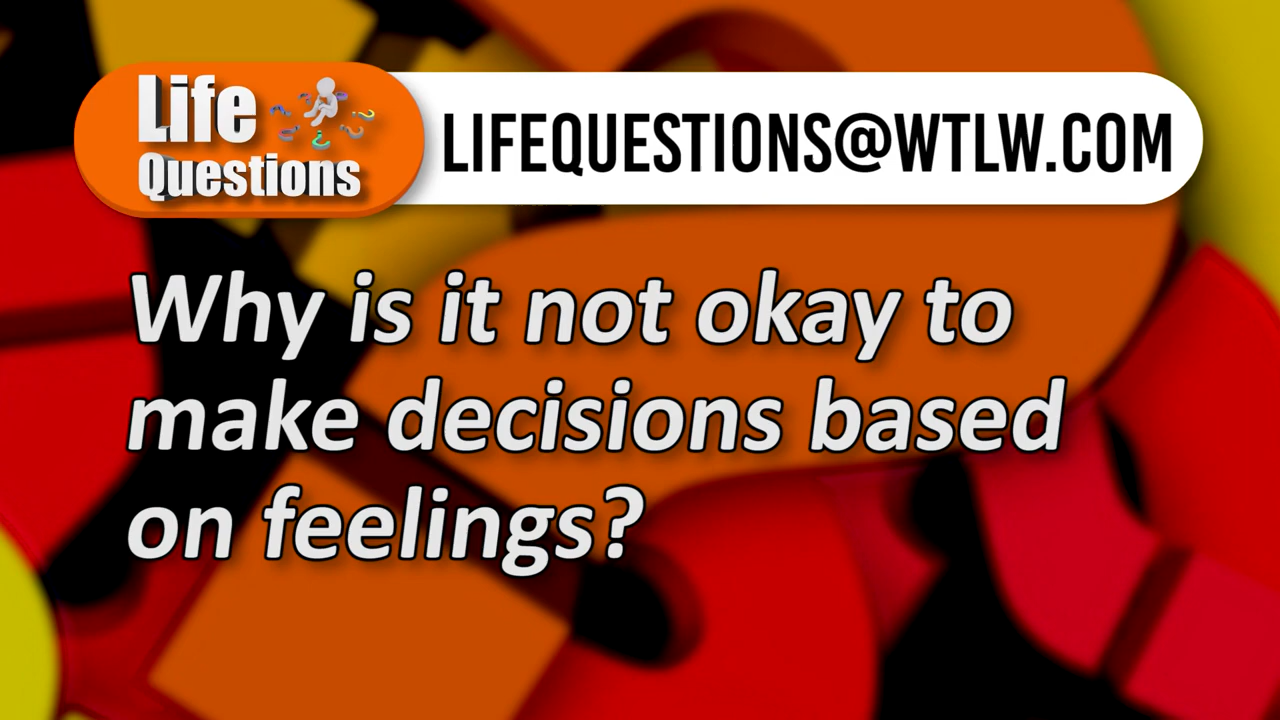 Life
Questions
LIFEQUESTIONS@WTLW.COM
Why is it not okay to
make decisions based
on feelings?